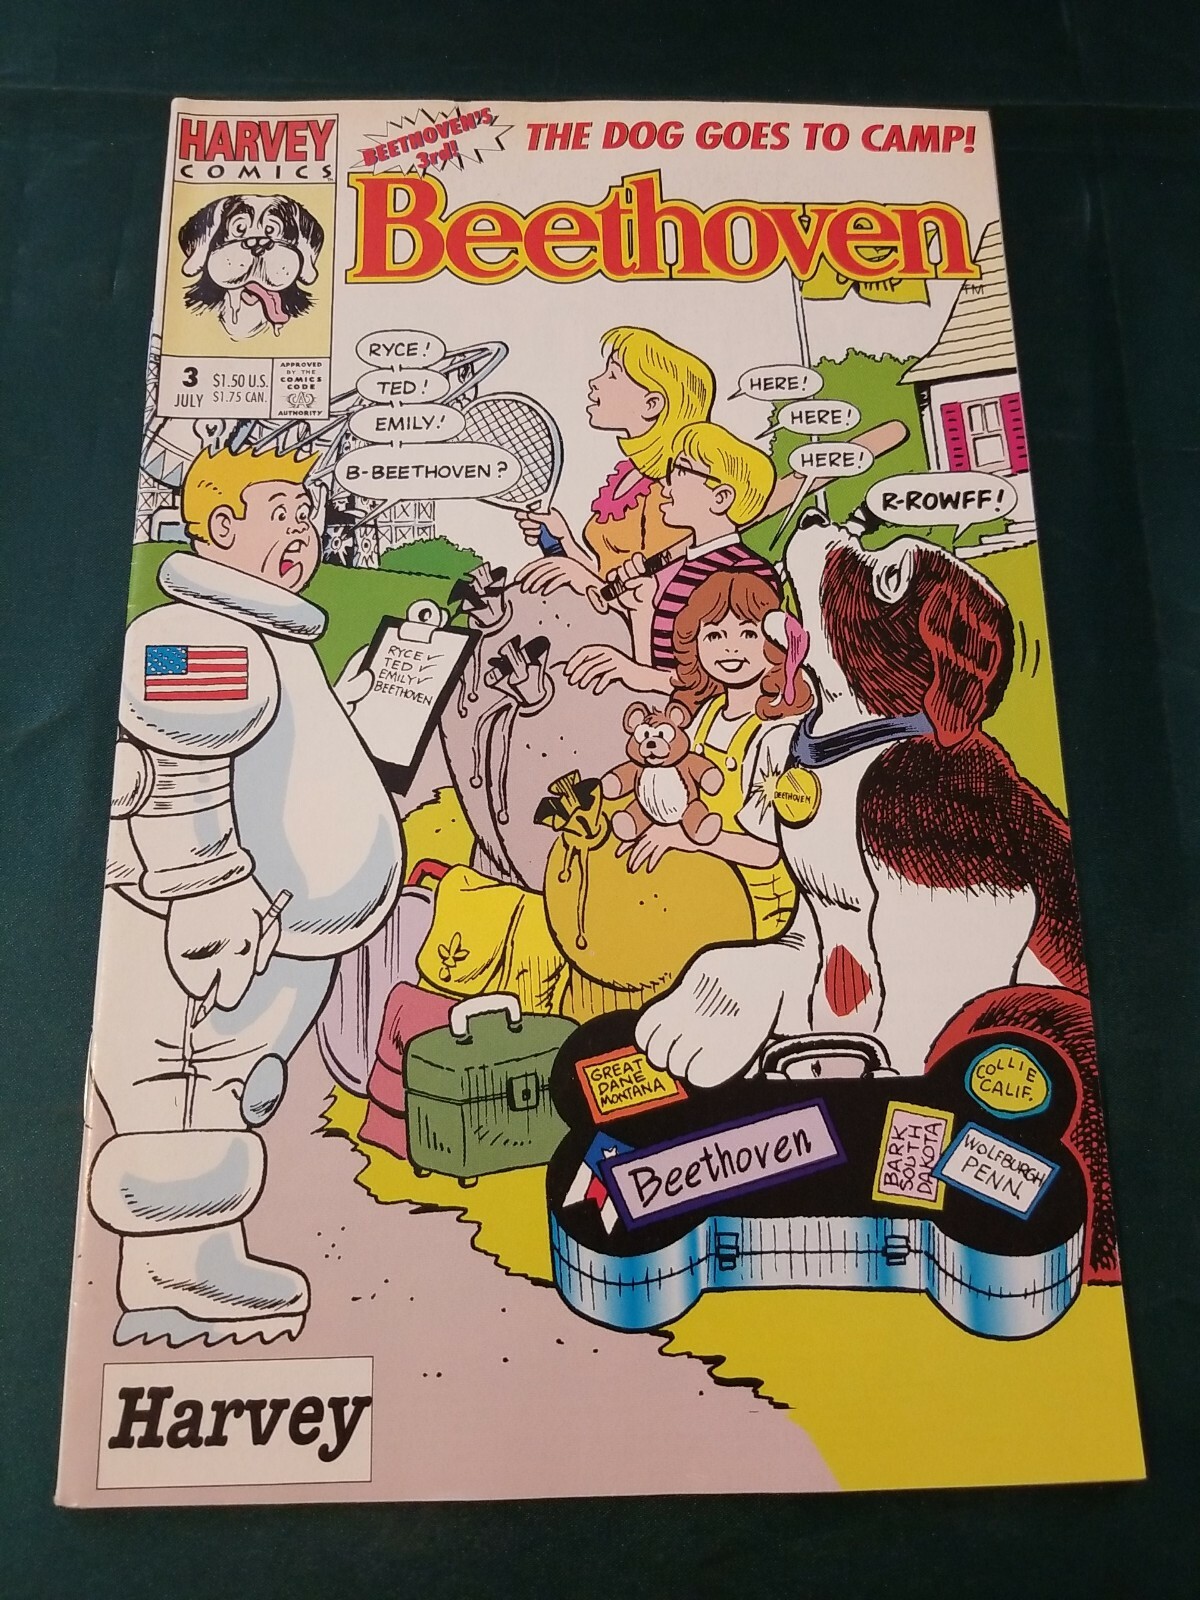 HARVEY
COMICS
BEETHOVEN'S
3rd!
THE DOG GOES TO CAMP!
Beethoven
TM
3
JULY
$1.50 U.S.
$1.75 CAN.
APPROVED
BY THE
COMICS
CODE
CA
AUTHORITY
RYCE!
TED!
EMILY!
B-BEETHOVEN?
HERE!
HERE!
HERE!
R-ROWFF!
RYCE ✓
TED ✓
EMILY ✓
BEETHOVEN
BEETHOVEN
GREAT
DANE
MONTANA
COLLIE
CALIF.
Beethoven
BARK
SOUTH
DAKOTA
WOLFBURGH
PENN.
Harvey